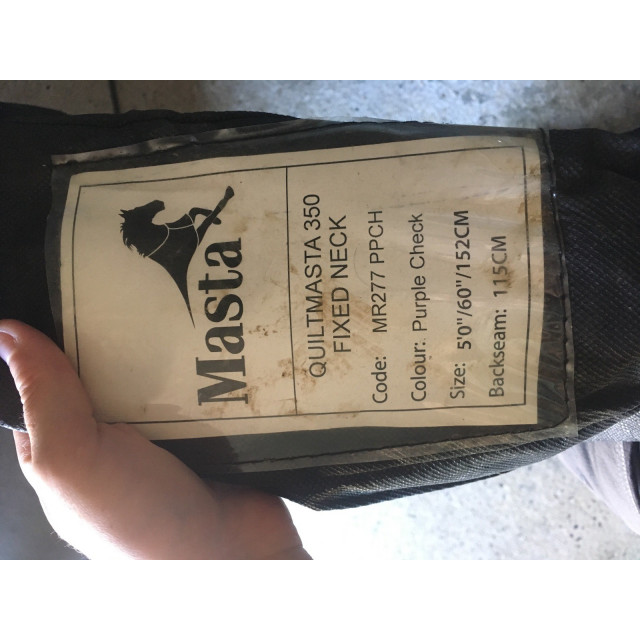 Masta
QUILTMASTA 350
FIXED NECK
Code: MR277 PPCH
Colour: Purple Check
Size: 5'0"/60"/152CM
Backseam: 115CM